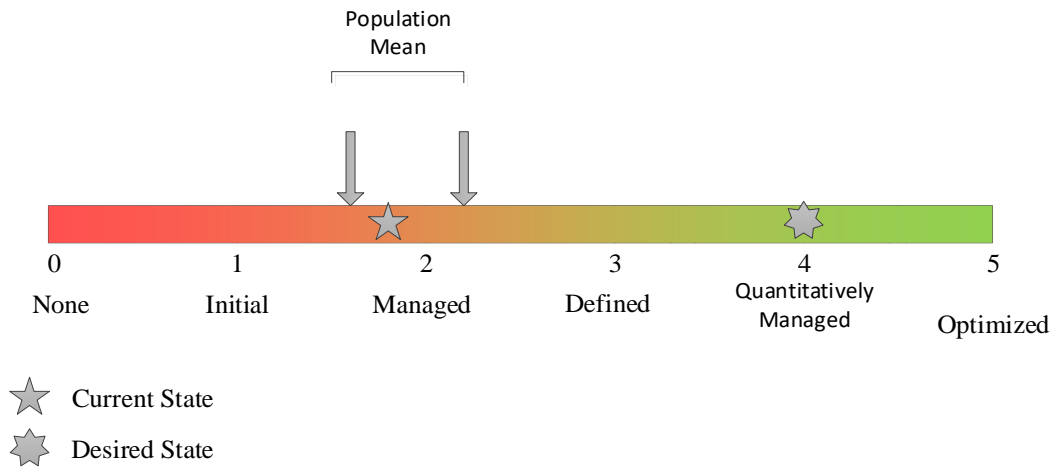 Population
Mean
0 1 2 3 4 5
None Initial Managed Defined Quantitatively
Managed
Optimized
Current State
Desired State